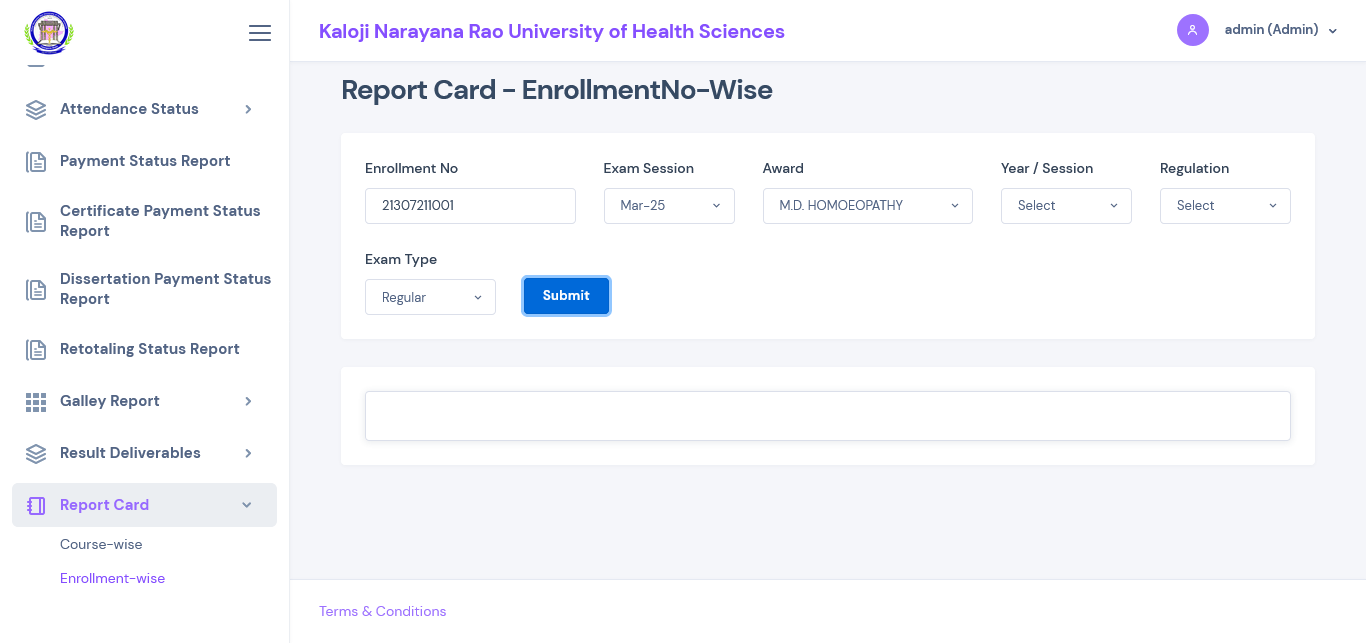 Kaloji Narayana Rao University of Health Sciences
admin (Admin)
Attendance Status
Payment Status Report
Certificate Payment Status
Report
Dissertation Payment Status
Report
Retotaling Status Report
Galley Report
Result Deliverables
Report Card
Course-wise
Enrollment-wise
Report Card - EnrollmentNo-Wise
Enrollment No
Exam Session
Award
Year / Session
Regulation
21307211001
Mar-25
M.D. HOMOEOPATHY
Select
Select
Exam Type
Regular
Submit
Terms & Conditions